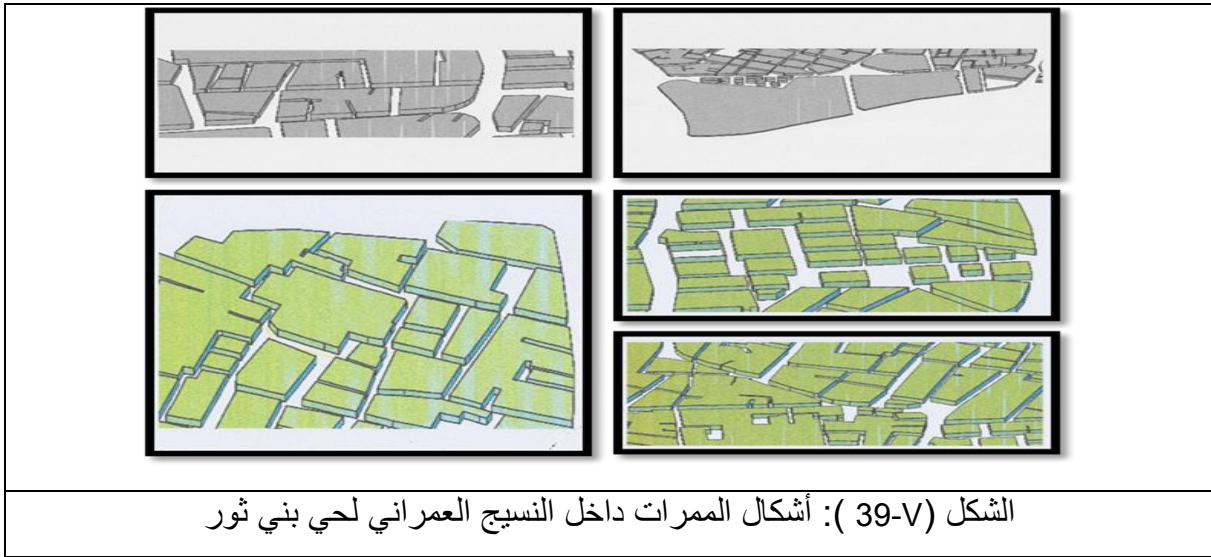 الشكل (V-39 ): أشكال الممرات داخل النسيج العمراني لحي بني ثور